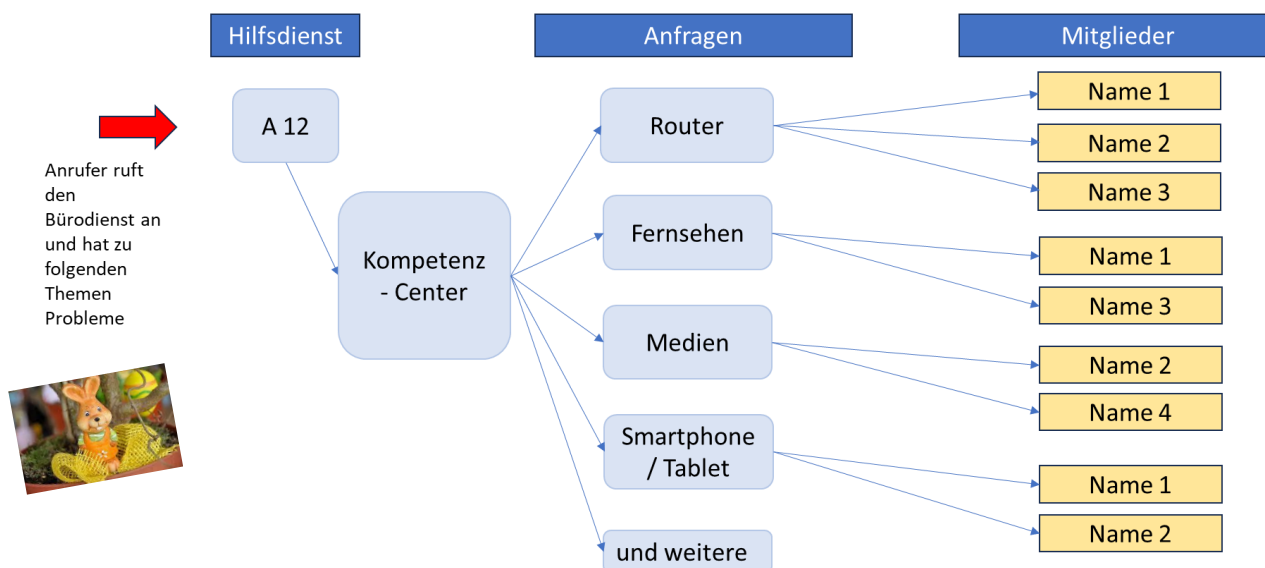 Hilfsdienst
Anfragen
Mitglieder
A 12
Anrufer ruft
den
Bürodienst an
und hat zu
folgenden
Themen
Probleme
Kompetenz
- Center
Router
Fernsehen
Medien
Smartphone
/ Tablet
und weitere
Name 1
Name 2
Name 3
Name 1
Name 3
Name 2
Name 4
Name 1
Name 2